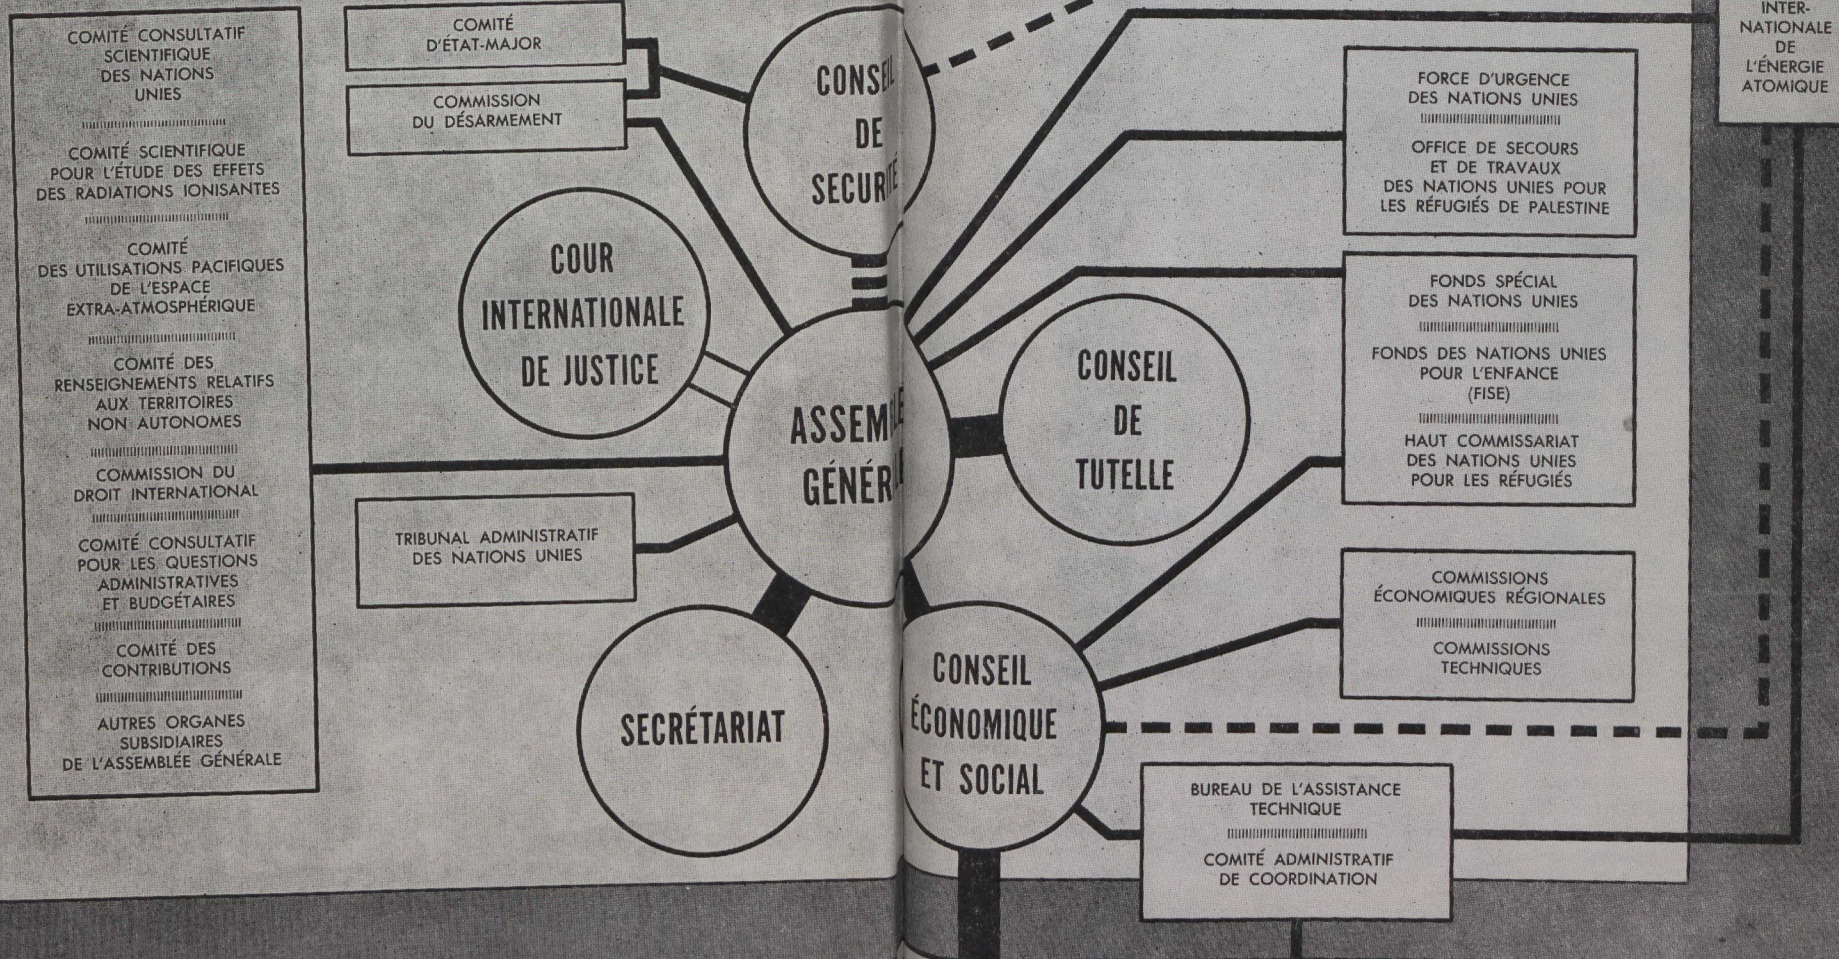 COMITÉ CONSULTATIF
SCIENTIFIQUE
DES NATIONS
UNIES
COMITÉ SCIENTIFIQUE
POUR L'ÉTUDE DES EFFETS
DES RADIATIONS IONISANTES
COMITÉ
DES UTILISATIONS PACIFIQUES
DE L'ESPACE
EXTRA-ATMOSPHÉRIQUE
COMITÉ DES
RENSEIGNEMENTS RELATIFS
AUX TERRITOIRES
NON AUTONOMES
COMMISSION DU
DROIT INTERNATIONAL
COMITÉ CONSULTATIF
POUR LES QUESTIONS
ADMINISTRATIVES
ET BUDGÉTAIRES
COMITÉ DES
CONTRIBUTIONS
AUTRES ORGANES
SUBSIDIAIRES
DE L'ASSEMBLÉE GÉNÉRALE
COMITÉ
D'ÉTAT-MAJOR
COMMISSION
DU DÉSARMEMENT
CONSEIL
DE
SECURITÉ
COUR
INTERNATIONALE
DE JUSTICE
ASSEMBLÉE
GÉNÉRALE
TRIBUNAL ADMINISTRATIF
DES NATIONS UNIES
SECRÉTARIAT
CONSEIL
DE
TUTELLE
CONSEIL
ÉCONOMIQUE
ET SOCIAL
INTER-
NATIONALE
DE
L'ÉNERGIE
ATOMIQUE
FORCE D'URGENCE
DES NATIONS UNIES
OFFICE DE SECOURS
ET DE TRAVAUX
DES NATIONS UNIES POUR
LES RÉFUGIÉS DE PALESTINE
FONDS SPÉCIAL
DES NATIONS UNIES
FONDS DES NATIONS UNIES
POUR L'ENFANCE
(FISE)
HAUT COMMISSARIAT
DES NATIONS UNIES
POUR LES RÉFUGIÉS
COMMISSIONS
ÉCONOMIQUES RÉGIONALES
COMMISSIONS
TECHNIQUES
BUREAU DE L'ASSISTANCE
TECHNIQUE
COMITÉ ADMINISTRATIF
DE COORDINATION